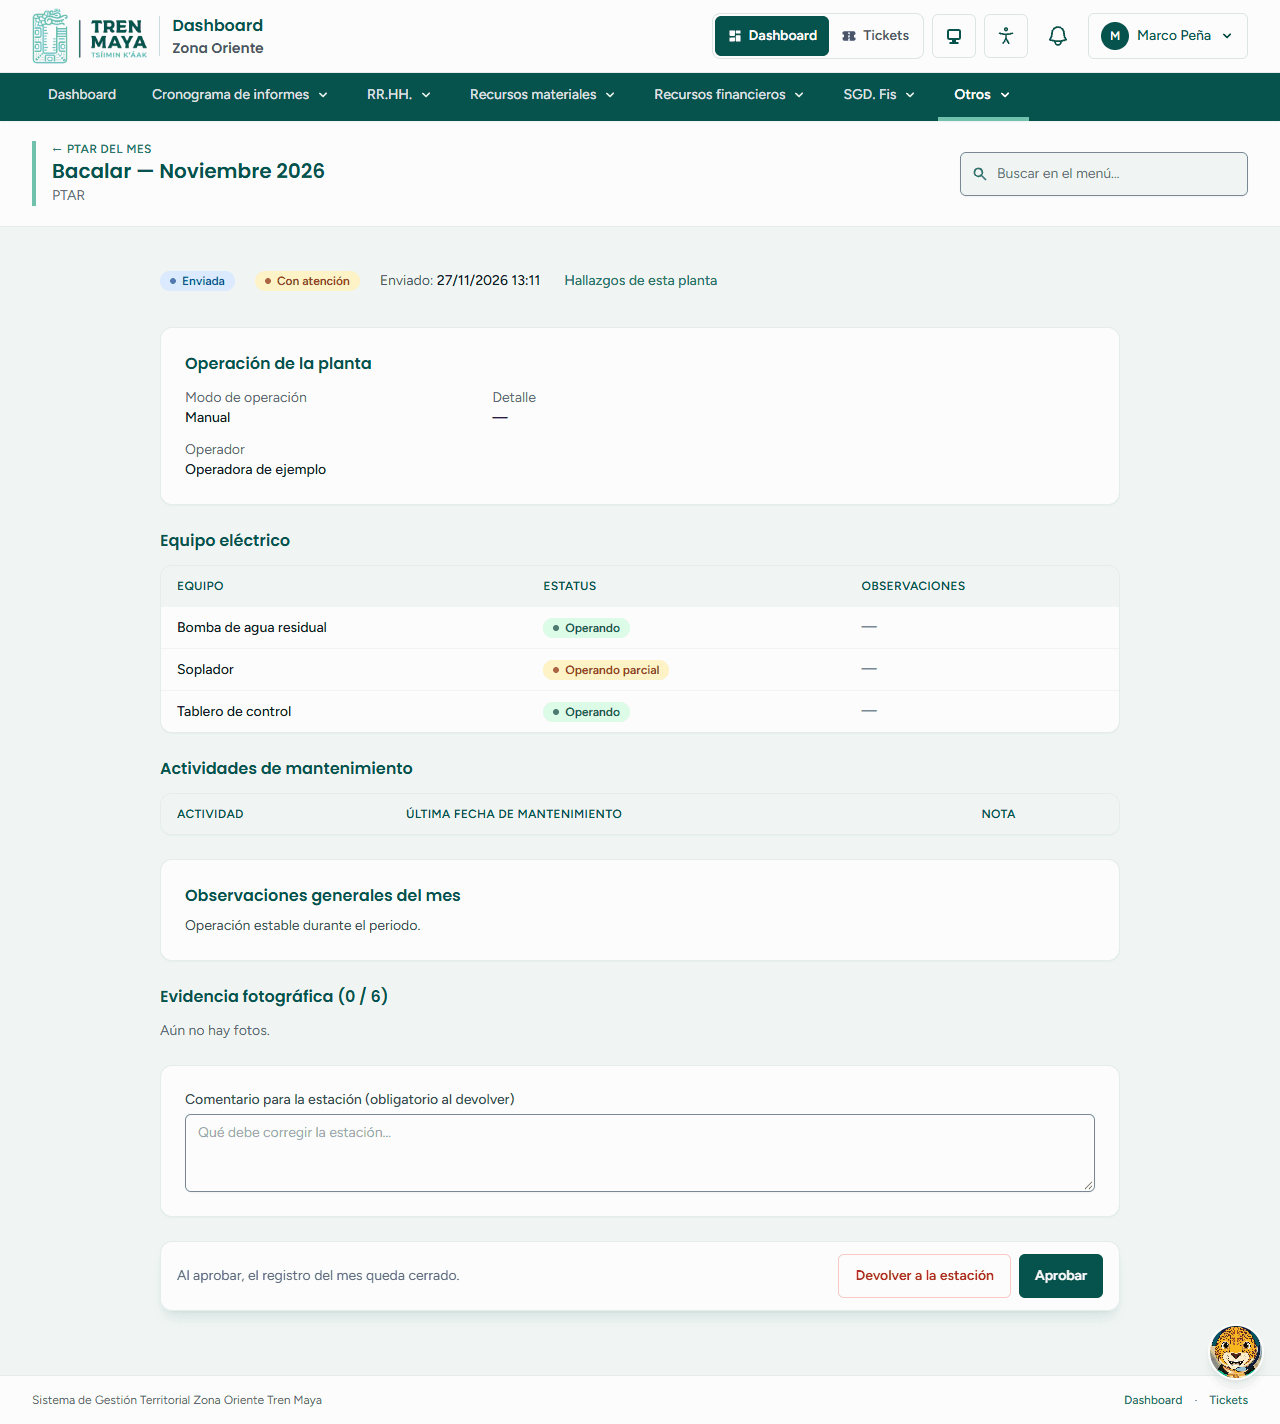 TREN
MAYA
TSÍIMIN K'ÁAK
Dashboard
Zona Oriente
Dashboard
Tickets
M
Marco Peña
Dashboard
Cronograma de informes
RR.HH.
Recursos materiales
Recursos financieros
SGD. Fis
Otros
← PTAR DEL MES
Bacalar — Noviembre 2026
PTAR
Buscar en el menú...
Enviada
Con atención
Enviado: 27/11/2026 13:11
Hallazgos de esta planta
Operación de la planta
Modo de operación
Detalle
Manual
—
Operador
Operadora de ejemplo
Equipo eléctrico
EQUIPO
ESTATUS
OBSERVACIONES
Bomba de agua residual
Operando
—
Soplador
Operando parcial
—
Tablero de control
Operando
—
Actividades de mantenimiento
ACTIVIDAD
ÚLTIMA FECHA DE MANTENIMIENTO
NOTA
Observaciones generales del mes
Operación estable durante el periodo.
Evidencia fotográfica (0 / 6)
Aún no hay fotos.
Comentario para la estación (obligatorio al devolver)
Qué debe corregir la estación...
Al aprobar, el registro del mes queda cerrado.
Devolver a la estación
Aprobar
Sistema de Gestión Territorial Zona Oriente Tren Maya
Dashboard · Tickets